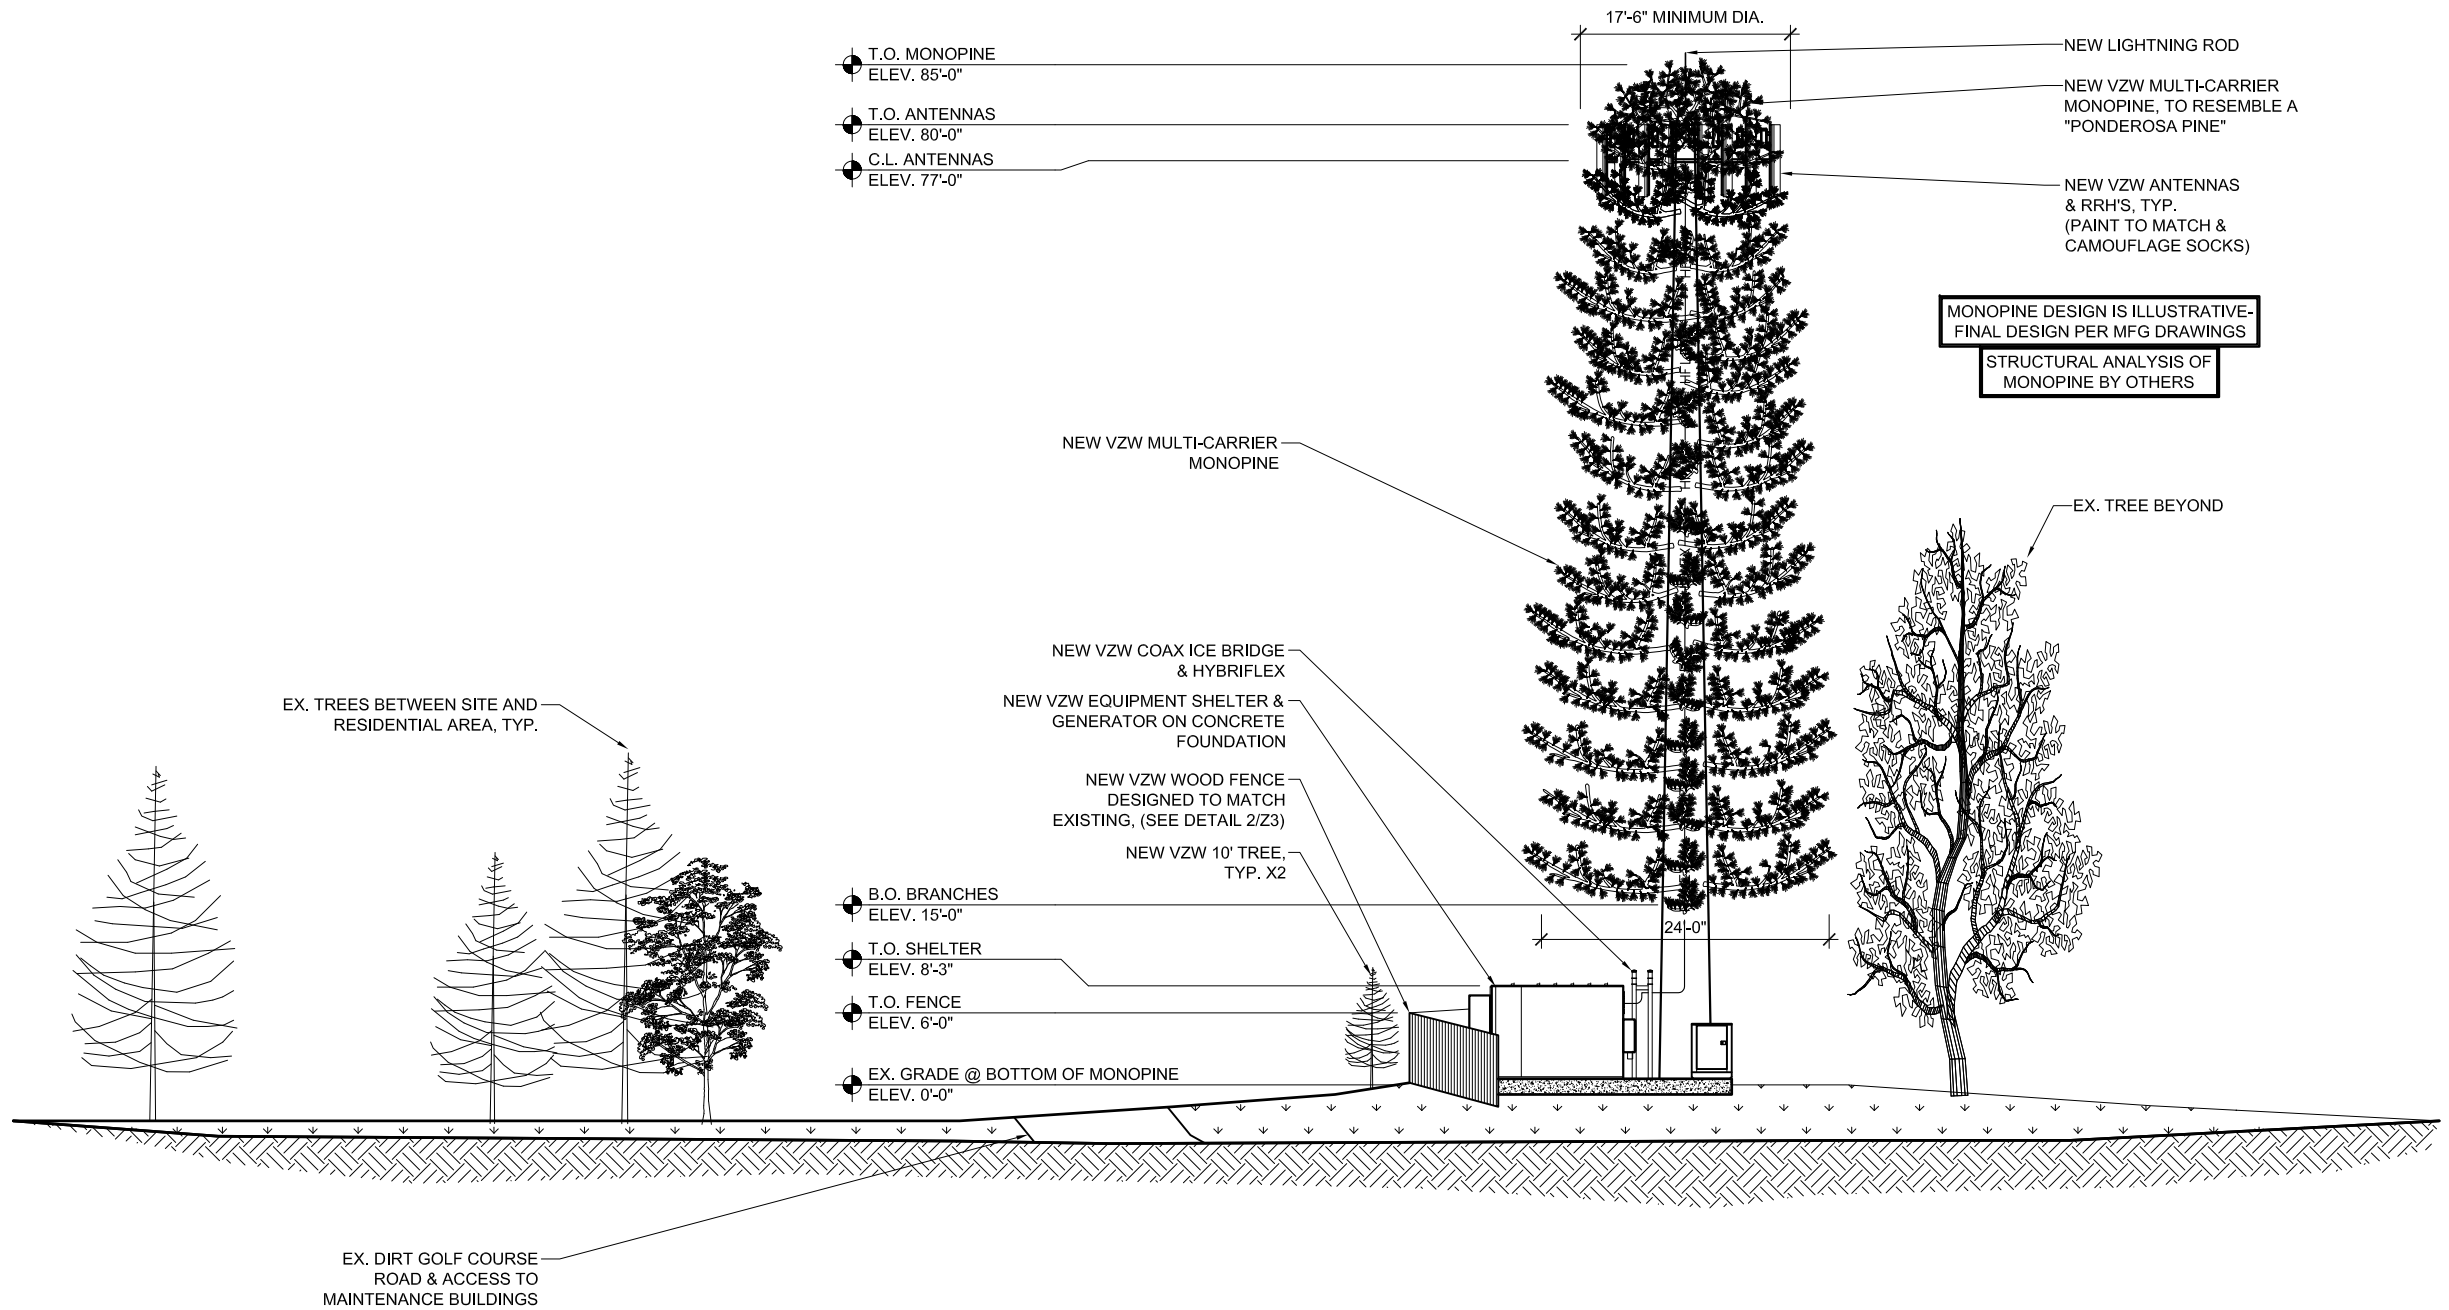 17'-6" MINIMUM DIA.
T.O. MONOPINE
ELEV. 85'-0"
T.O. ANTENNAS
ELEV. 80'-0"
C.L. ANTENNAS
ELEV. 77'-0"
NEW LIGHTNING ROD
NEW VZW MULTI-CARRIER
MONOPINE, TO RESEMBLE A
"PONDEROSA PINE"
NEW VZW ANTENNAS
& RRH'S, TYP.
(PAINT TO MATCH &
CAMOUFLAGE SOCKS)
MONOPINE DESIGN IS ILLUSTRATIVE-
FINAL DESIGN PER MFG DRAWINGS
STRUCTURAL ANALYSIS OF
MONOPINE BY OTHERS
NEW VZW MULTI-CARRIER
MONOPINE
EX. TREE BEYOND
NEW VZW COAX ICE BRIDGE
& HYBRIFLEX
NEW VZW EQUIPMENT SHELTER &
GENERATOR ON CONCRETE
FOUNDATION
EX. TREES BETWEEN SITE AND
RESIDENTIAL AREA, TYP.
NEW VZW WOOD FENCE
DESIGNED TO MATCH
EXISTING, (SEE DETAIL 2/Z3)
NEW VZW 10' TREE,
TYP. X2
B.O. BRANCHES
ELEV. 15'-0"
24'-0"
T.O. SHELTER
ELEV. 8'-3"
T.O. FENCE
ELEV. 6'-0"
EX. GRADE @ BOTTOM OF MONOPINE
ELEV. 0'-0"
EX. DIRT GOLF COURSE
ROAD & ACCESS TO
MAINTENANCE BUILDINGS